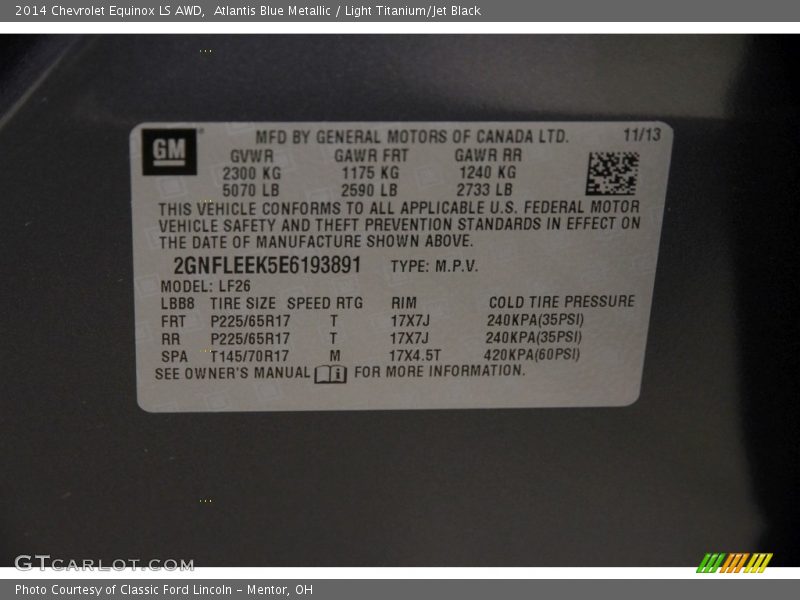 2014 Chevrolet Equinox LS AWD,  Atlantis Blue Metallic / Light Titanium/Jet Black
GM
MFD BY GENERAL MOTORS OF CANADA LTD. 11/13
GVWR GAWR FRT GAWR RR
2300 KG 1175 KG 1240 KG
5070 LB 2590 LB 2733 LB
THIS VEHICLE CONFORMS TO ALL APPLICABLE U.S. FEDERAL MOTOR
VEHICLE SAFETY AND THEFT PREVENTION STANDARDS IN EFFECT ON
THE DATE OF MANUFACTURE SHOWN ABOVE.
2GNFLEEK5E6193891 TYPE: M.P.V.
MODEL: LF26
LBB8 TIRE SIZE SPEED RTG RIM COLD TIRE PRESSURE
FRT P225/65R17 T 17X7J 240KPA(35PSI)
RR P225/65R17 T 17X7J 240KPA(35PSI)
SPA T145/70R17 M 17X4.5T 420KPA(60PSI)
SEE OWNER'S MANUAL FOR MORE INFORMATION.
GTCARLOT.COM
Photo Courtesy of Classic Ford Lincoln - Mentor, OH